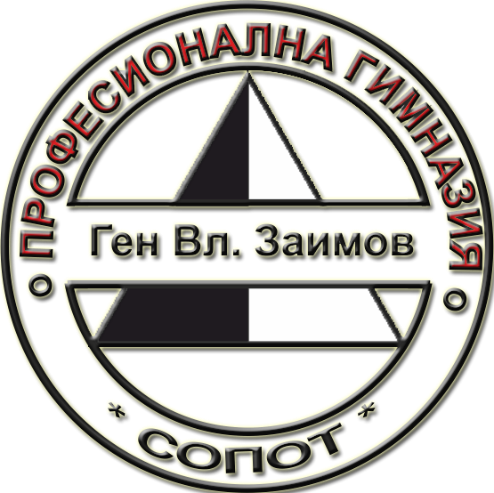 ПРОФЕСИОНАЛНА ГИМНАЗИЯ
Ген Вл. Заимов
* СОПОТ *